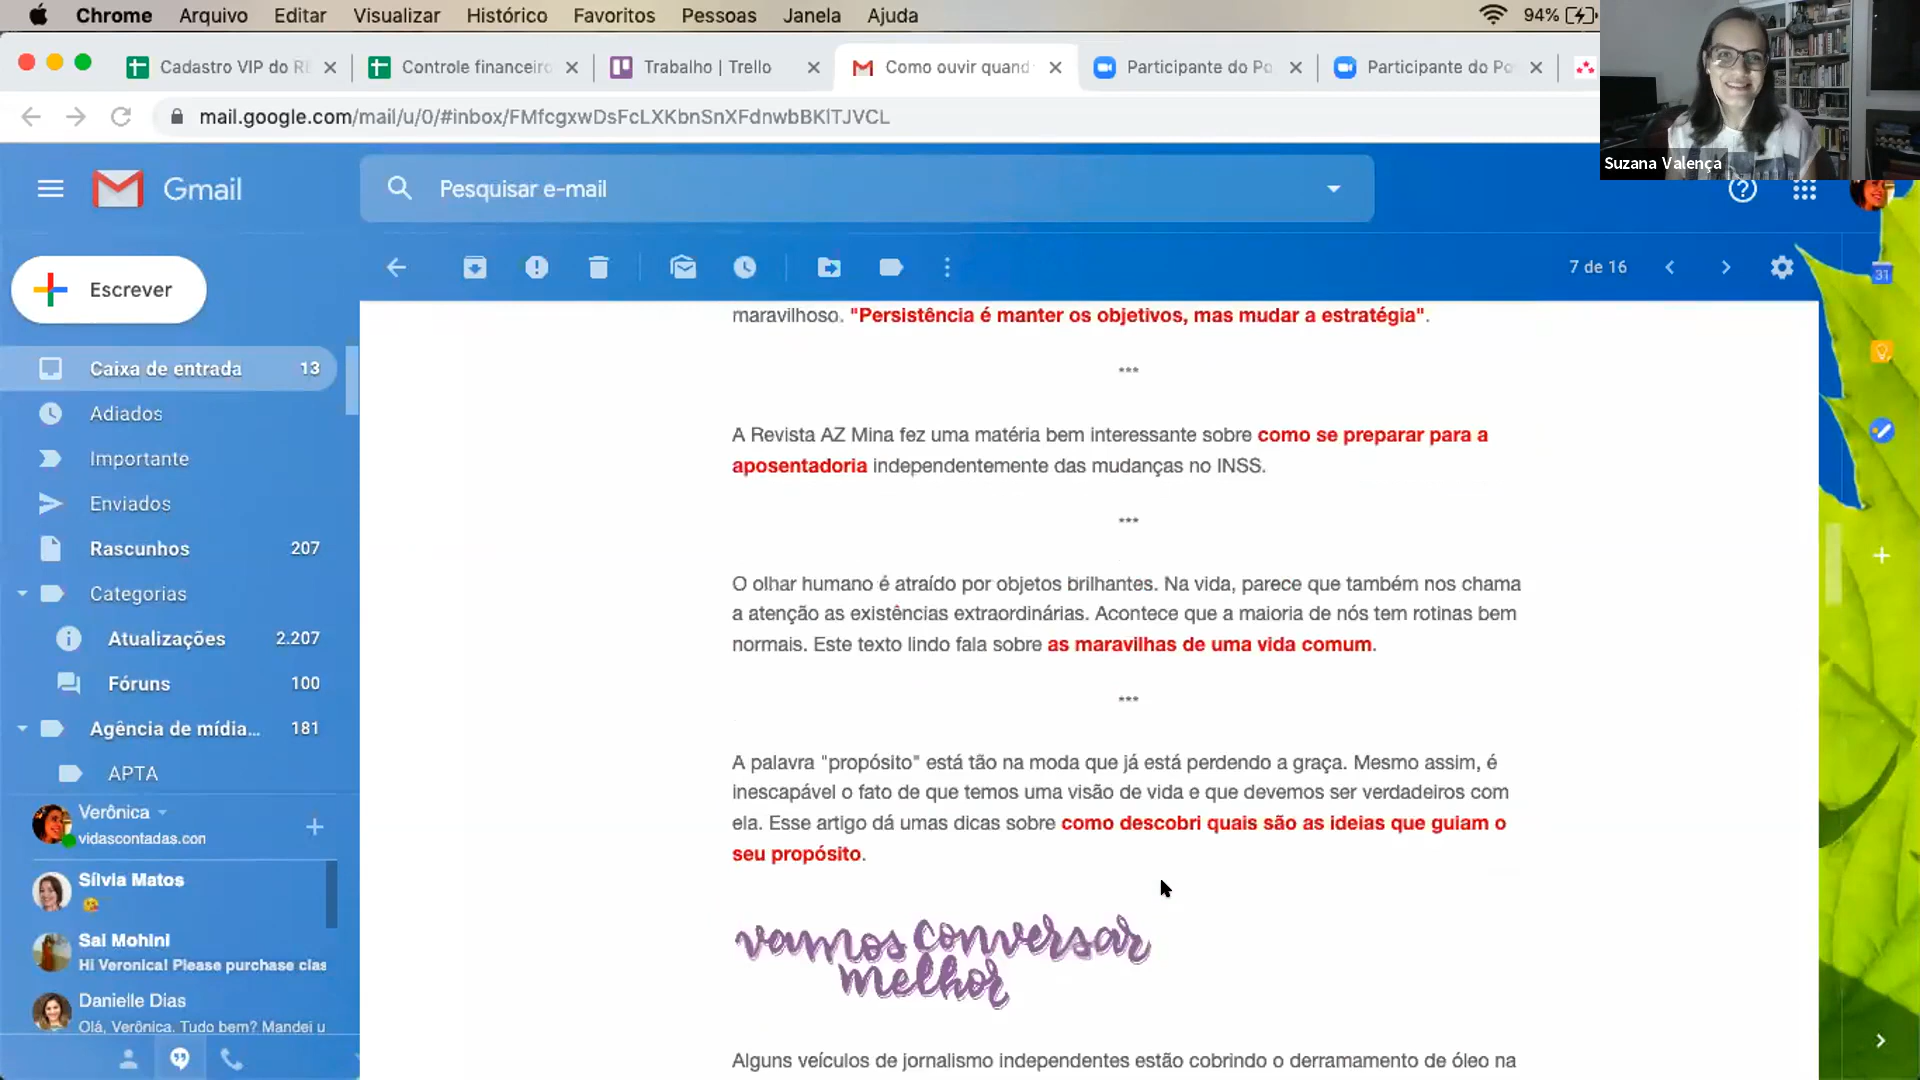 Chrome Arquivo Editar Visualizar Histórico Favoritos Pessoas Janela Ajuda 94%
Cadastro VIP do R
Controle financeiro
Trabalho | Trello
Como ouvir quand
Participante do Po
Participante do Po
mail.google.com/mail/u/0/#inbox/FMfcgxwDsFcLXKbnSnXFdnwbBKlTJVCL
Suzana Valença
Gmail
Pesquisar e-mail
Escrever
7 de 16
31
Caixa de entrada 13
Adiados
Importante
Enviados
Rascunhos 207
Categorias
Atualizações 2.207
Fóruns 100
Agência de mídia... 181
APTA
Verônica
vidascontadas.con
Sílvia Matos
Sai Mohini
Hi Veronica! Please purchase clas
Danielle Dias
Olá, Verônica. Tudo bem? Mandei u
maravilhoso. "Persistência é manter os objetivos, mas mudar a estratégia".
***
A Revista AZ Mina fez uma matéria bem interessante sobre como se preparar para a
aposentadoria independentemente das mudanças no INSS.
***
O olhar humano é atraído por objetos brilhantes. Na vida, parece que também nos chama
a atenção as existências extraordinárias. Acontece que a maioria de nós tem rotinas bem
normais. Este texto lindo fala sobre as maravilhas de uma vida comum.
***
A palavra "propósito" está tão na moda que já está perdendo a graça. Mesmo assim, é
inescapável o fato de que temos uma visão de vida e que devemos ser verdadeiros com
ela. Esse artigo dá umas dicas sobre como descobri quais são as ideias que guiam o
seu propósito.
vamos conversar
melhor
Alguns veículos de jornalismo independentes estão cobrindo o derramamento de óleo na